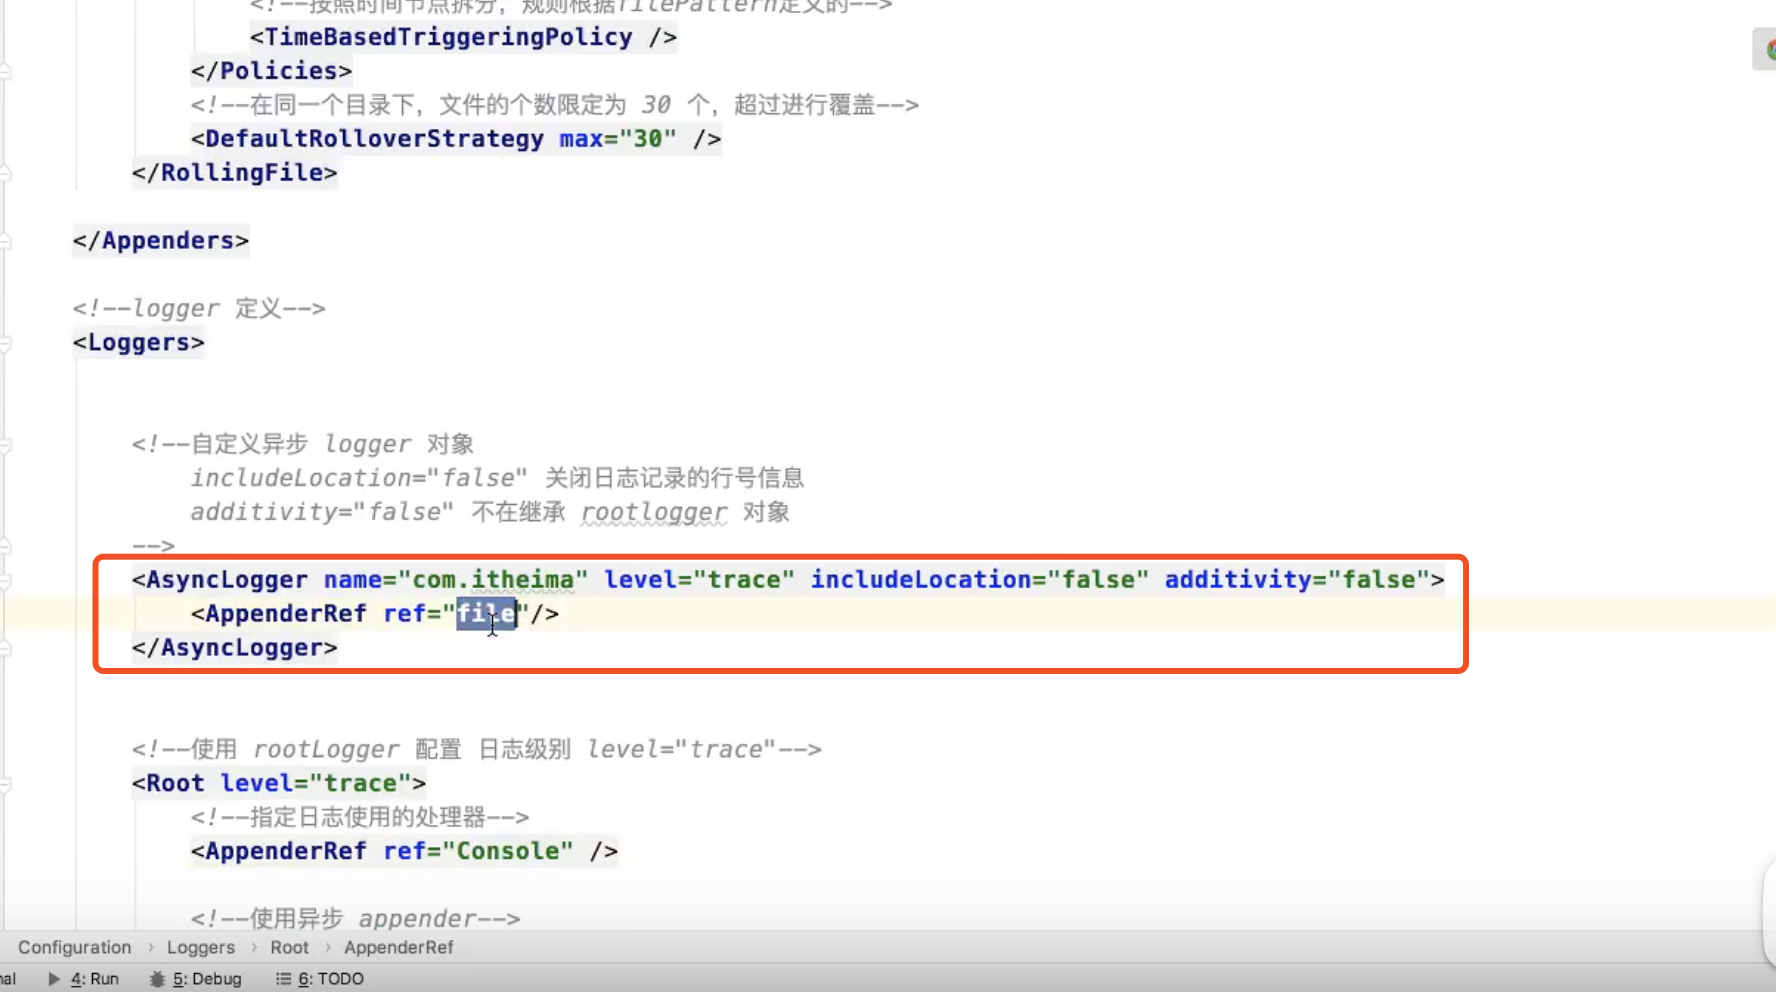 <!--按照时间节点拆分，规则根据filePattern定义的-->
<TimeBasedTriggeringPolicy />
</Policies>
<!--在同一个目录下，文件的个数限定为 30 个，超过进行覆盖-->
<DefaultRolloverStrategy max="30" />
</RollingFile>
</Appenders>
<!--logger 定义-->
<Loggers>
<!--自定义异步 logger 对象
includeLocation="false" 关闭日志记录的行号信息
additivity="false" 不在继承 rootlogger 对象
-->
<AsyncLogger name="com.itheima" level="trace" includeLocation="false" additivity="false">
<AppenderRef ref="file"/>
</AsyncLogger>
<!--使用 rootLogger 配置 日志级别 level="trace"-->
<Root level="trace">
<!--指定日志使用的处理器-->
<AppenderRef ref="Console" />
<!--使用异步 appender-->
Configuration › Loggers › Root › AppenderRef
nal 4: Run 5: Debug 6: TODO